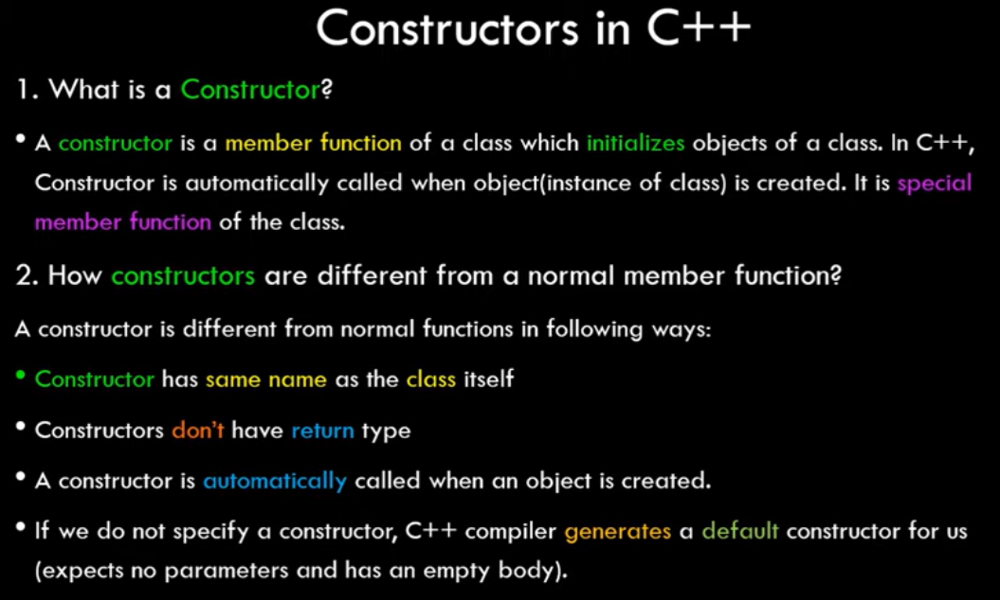 Constructors in C++
1. What is a Constructor?
• A constructor is a member function of a class which initializes objects of a class. In C++,
Constructor is automatically called when object(instance of class) is created. It is special
member function of the class.
2. How constructors are different from a normal member function?
A constructor is different from normal functions in following ways:
• Constructor has same name as the class itself
• Constructors don't have return type
• A constructor is automatically called when an object is created.
• If we do not specify a constructor, C++ compiler generates a default constructor for us
(expects no parameters and has an empty body).